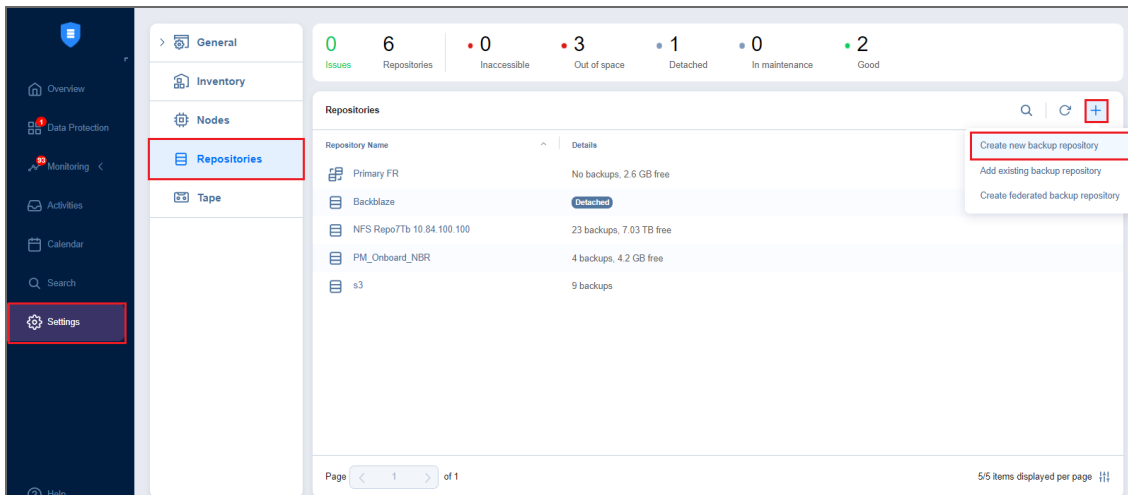 Overview
1
Data Protection
93
Monitoring
Activities
Calendar
Search
Settings
Help
General
Inventory
Nodes
Repositories
Tape
0 6 0 3 1 0 2
Issues Repositories Inaccessible Out of space Detached In maintenance Good
Repositories
Repository Name Details
Primary FR No backups, 2.6 GB free
Backblaze Detached
NFS Repo7Tb 10.84.100.100 23 backups, 7.03 TB free
PM_Onboard_NBR 4 backups, 4.2 GB free
s3 9 backups
Create new backup repository
Add existing backup repository
Create federated backup repository
Page 1 of 1
5/5 items displayed per page